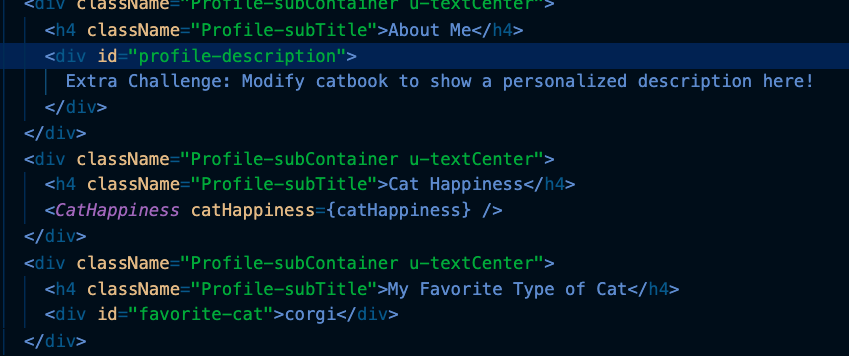 <div className="Profile-subContainer u-textCenter">
<h4 className="Profile-subTitle">About Me</h4>
<div id="profile-description">
Extra Challenge: Modify catbook to show a personalized description here!
</div>
</div>
<div className="Profile-subContainer u-textCenter">
<h4 className="Profile-subTitle">Cat Happiness</h4>
<CatHappiness catHappiness={catHappiness} />
</div>
<div className="Profile-subContainer u-textCenter">
<h4 className="Profile-subTitle">My Favorite Type of Cat</h4>
<div id="favorite-cat">corgi</div>
</div>